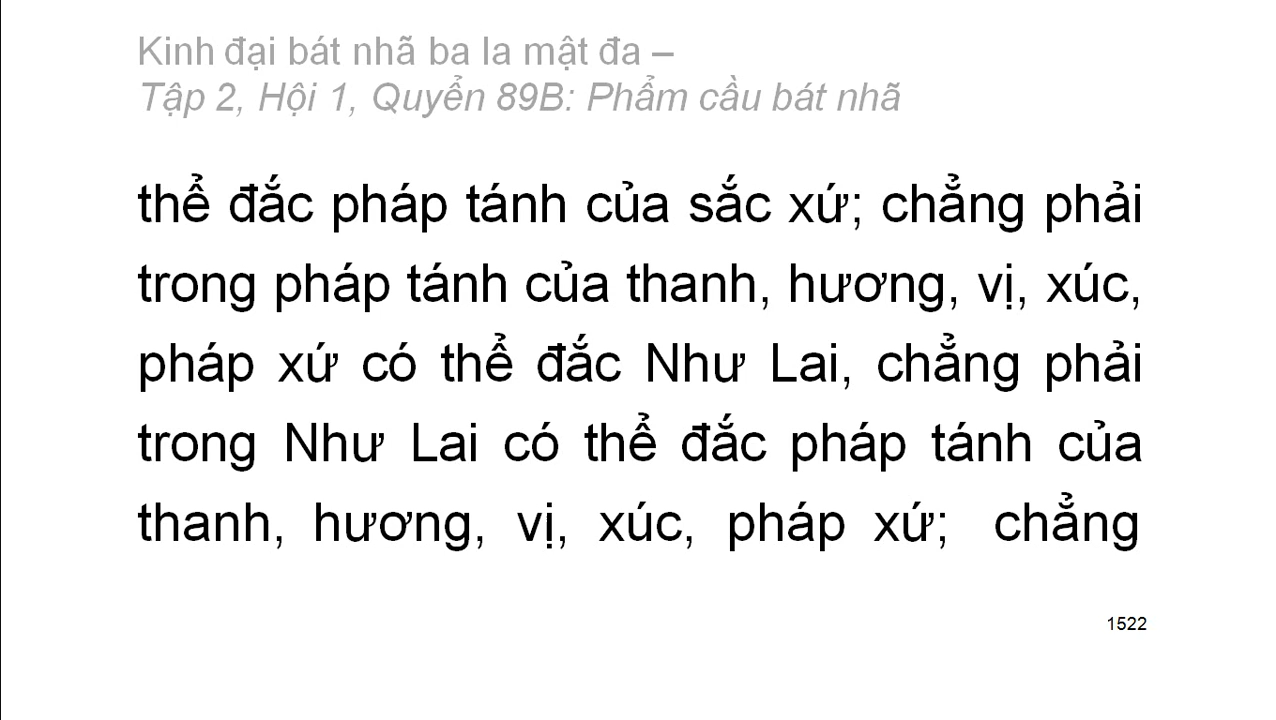 Kinh đại bát nhã ba la mật đa –
Tập 2, Hội 1, Quyển 89B: Phẩm cầu bát nhã
thể đắc pháp tánh của sắc xứ; chẳng phải
trong pháp tánh của thanh, hương, vị, xúc,
pháp xứ có thể đắc Như Lai, chẳng phải
trong Như Lai có thể đắc pháp tánh của
thanh, hương, vị, xúc, pháp xứ; chẳng
1522